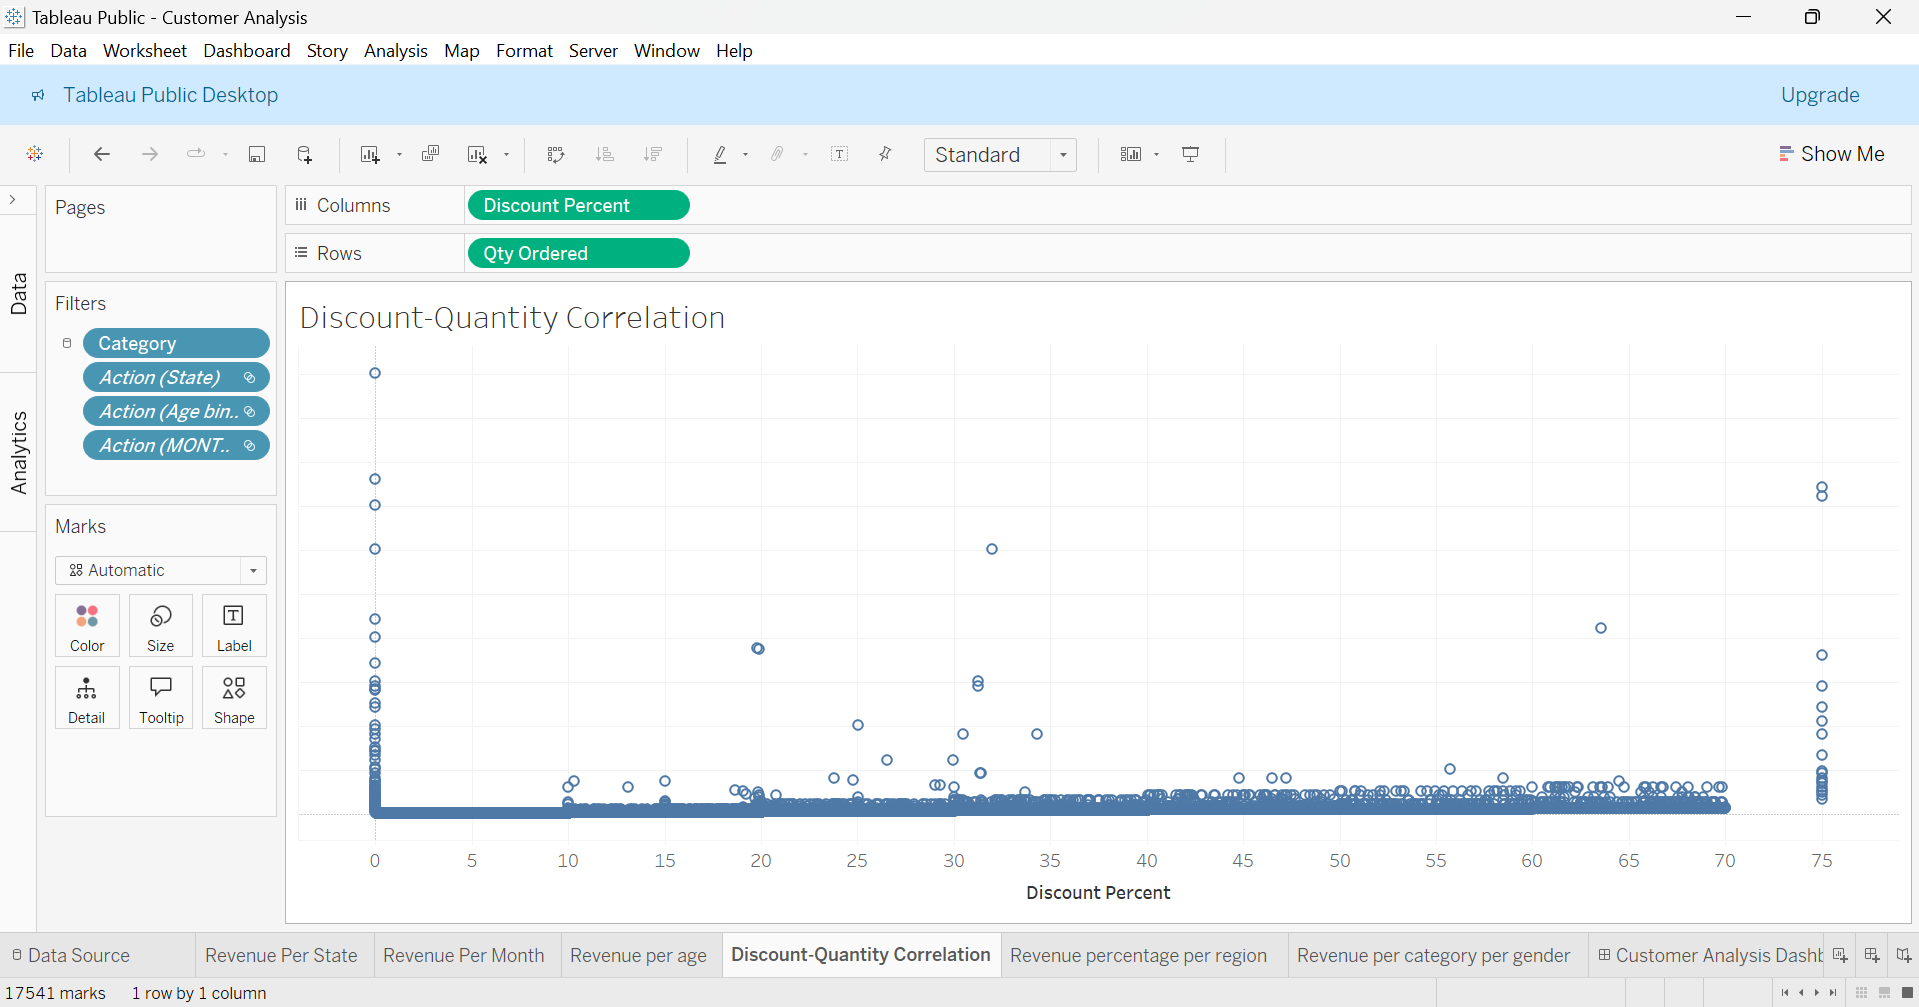 Tableau Public - Customer Analysis
File Data Worksheet Dashboard Story Analysis Map Format Server Window Help
Tableau Public Desktop Upgrade
Standard Show Me
Pages
Columns Discount Percent
Rows Qty Ordered
Data
Analytics
Filters
Category
Action (State)
Action (Age bin..
Action (MONT..
Marks
Automatic
Color Size Label
Detail Tooltip Shape
Discount-Quantity Correlation
0 5 10 15 20 25 30 35 40 45 50 55 60 65 70 75
Discount Percent
Data Source Revenue Per State Revenue Per Month Revenue per age Discount-Quantity Correlation Revenue percentage per region Revenue per category per gender Customer Analysis Dashb
17541 marks 1 row by 1 column